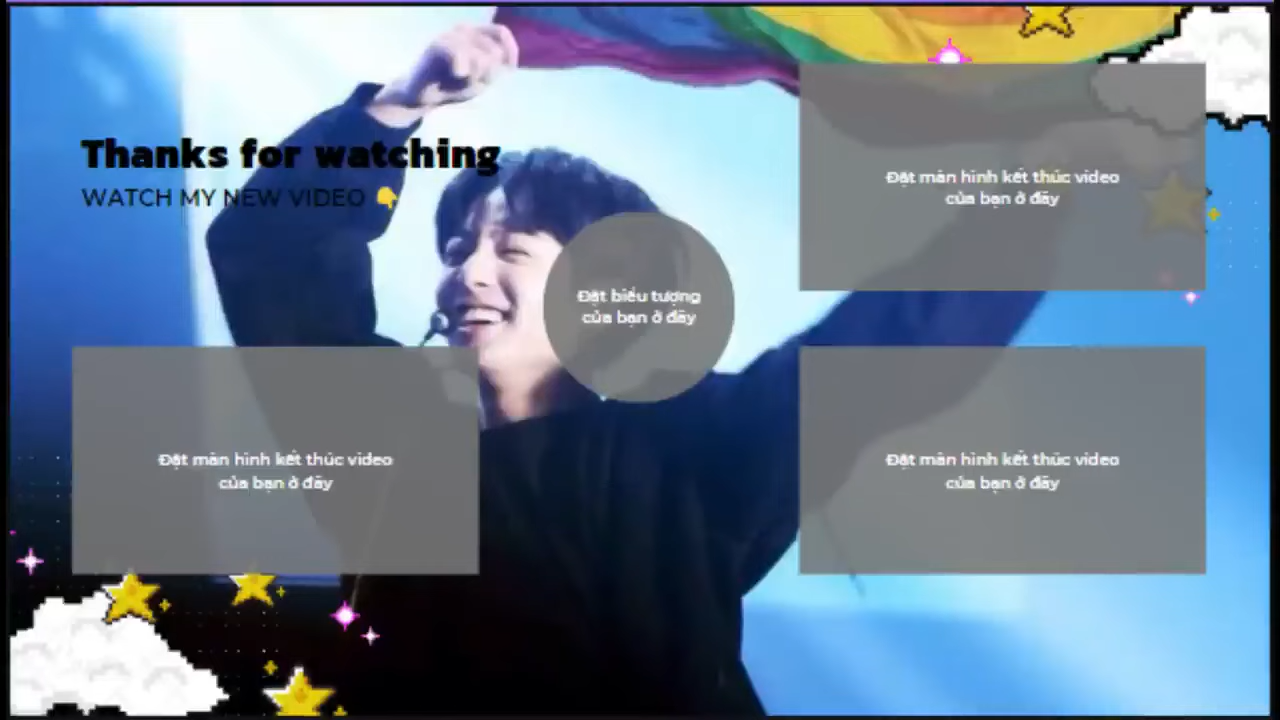 Thanks for watching
WATCH MY NEW VIDEO 👇
Đặt màn hình kết thúc video
của bạn ở đây
Đặt biểu tượng
của bạn ở đây
Đặt màn hình kết thúc video
của bạn ở đây
Đặt màn hình kết thúc video
của bạn ở đây